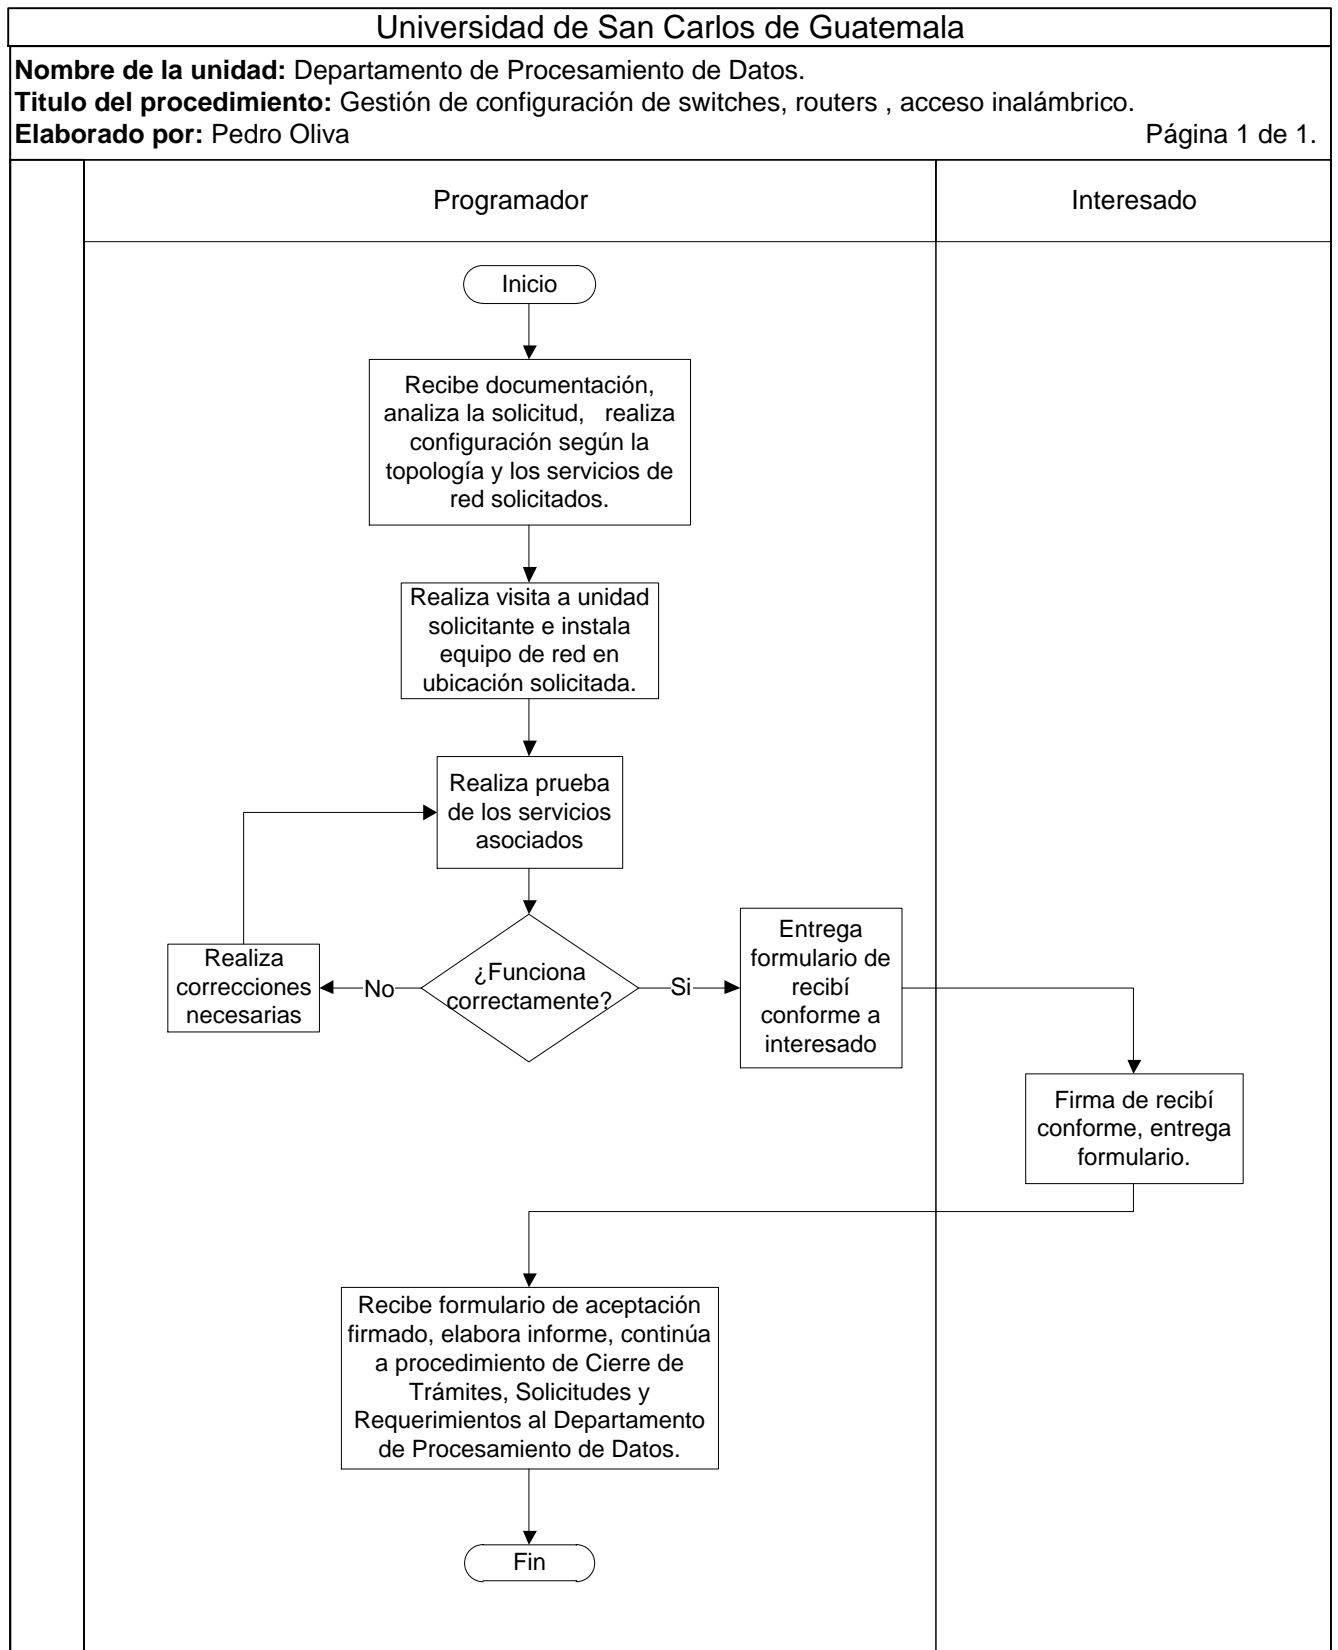 Universidad de San Carlos de Guatemala
Nombre de la unidad: Departamento de Procesamiento de Datos.
Titulo del procedimiento: Gestión de configuración de switches, routers , acceso inalámbrico.
Elaborado por: Pedro Oliva Página 1 de 1.
Programador Interesado
Inicio
Recibe documentación,
analiza la solicitud, realiza
configuración según la
topología y los servicios de
red solicitados.
Realiza visita a unidad
solicitante e instala
equipo de red en
ubicación solicitada.
Realiza prueba
de los servicios
asociados
¿Funciona
correctamente?
No
Realiza
correcciones
necesarias
Si
Entrega
formulario de
recibí
conforme a
interesado
Firma de recibí
conforme, entrega
formulario.
Recibe formulario de aceptación
firmado, elabora informe, continúa
a procedimiento de Cierre de
Trámites, Solicitudes y
Requerimientos al Departamento
de Procesamiento de Datos.
Fin